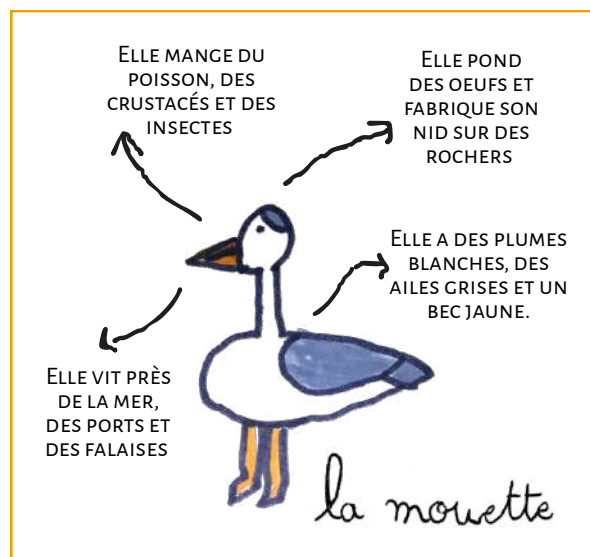 Elle mange du
poisson, des
crustacés et des
insectes
Elle pond
des oeufs et
fabrique son
nid sur des
rochers
Elle a des plumes
blanches, des
ailes grises et un
bec jaune.
Elle vit près
de la mer,
des ports et
des falaises
la mouette